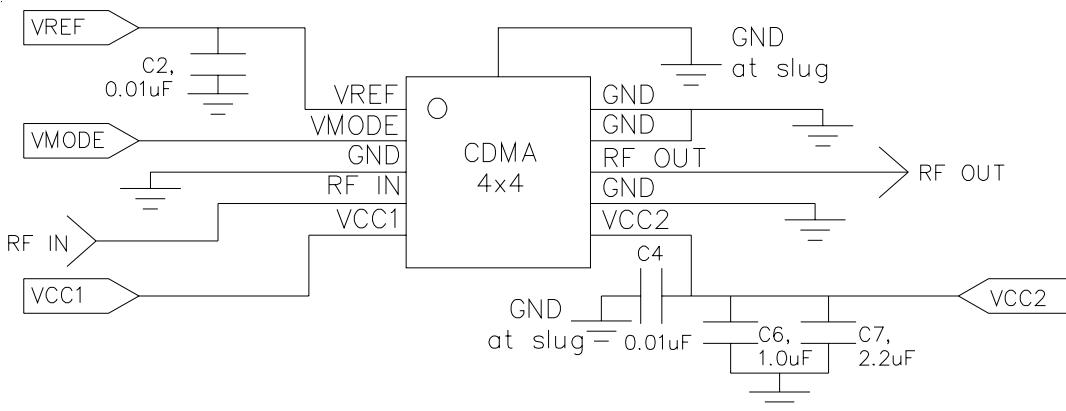 VREF
C2,
0.01uF
GND
at slug
VREF
VMODE
GND
RF IN
VCC1
CDMA
4x4
GND
GND
RF OUT
GND
VCC2
VMODE
RF IN
VCC1
RF OUT
C4
0.01uF
GND
at slug
C6,
1.0uF
C7,
2.2uF
VCC2